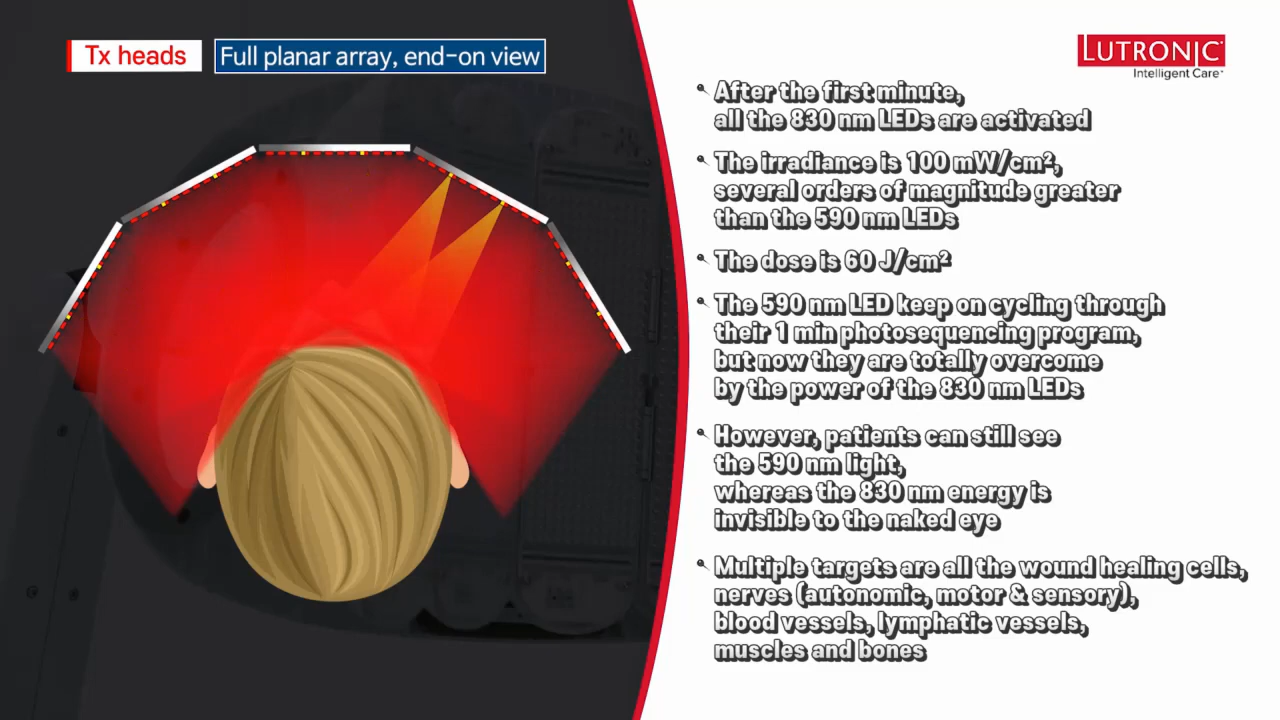 Tx heads
Full planar array, end-on view
LUTRONIC
Intelligent Care
After the first minute,
all the 830 nm LEDs are activated
The irradiance is 100 mW/cm²,
several orders of magnitude greater
than the 590 nm LEDs
The dose is 60 J/cm²
The 590 nm LED keep on cycling through
their 1 min photosequencing program,
but now they are totally overcome
by the power of the 830 nm LEDs
However, patients can still see
the 590 nm light,
whereas the 830 nm energy is
invisible to the naked eye
Multiple targets are all the wound healing cells,
nerves (autonomic, motor & sensory),
blood vessels, lymphatic vessels,
muscles and bones